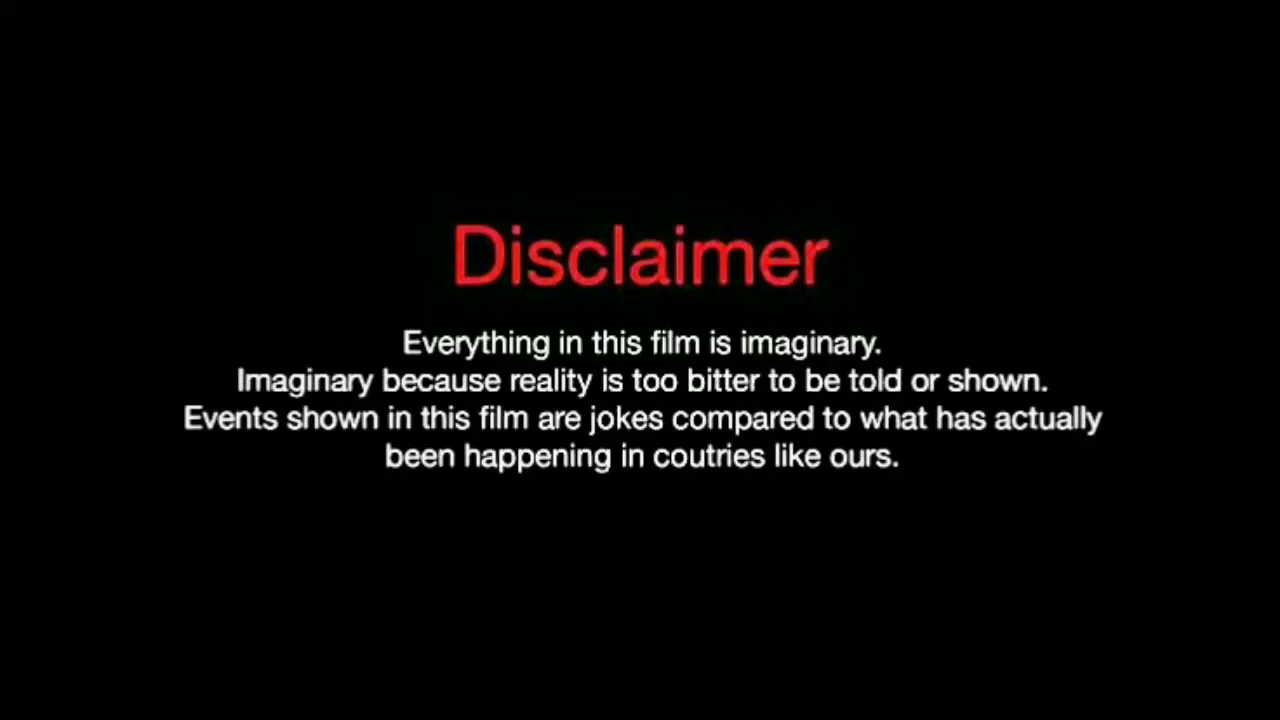 Disclaimer
Everything in this film is imaginary.
Imaginary because reality is too bitter to be told or shown.
Events shown in this film are jokes compared to what has actually
been happening in coutries like ours.